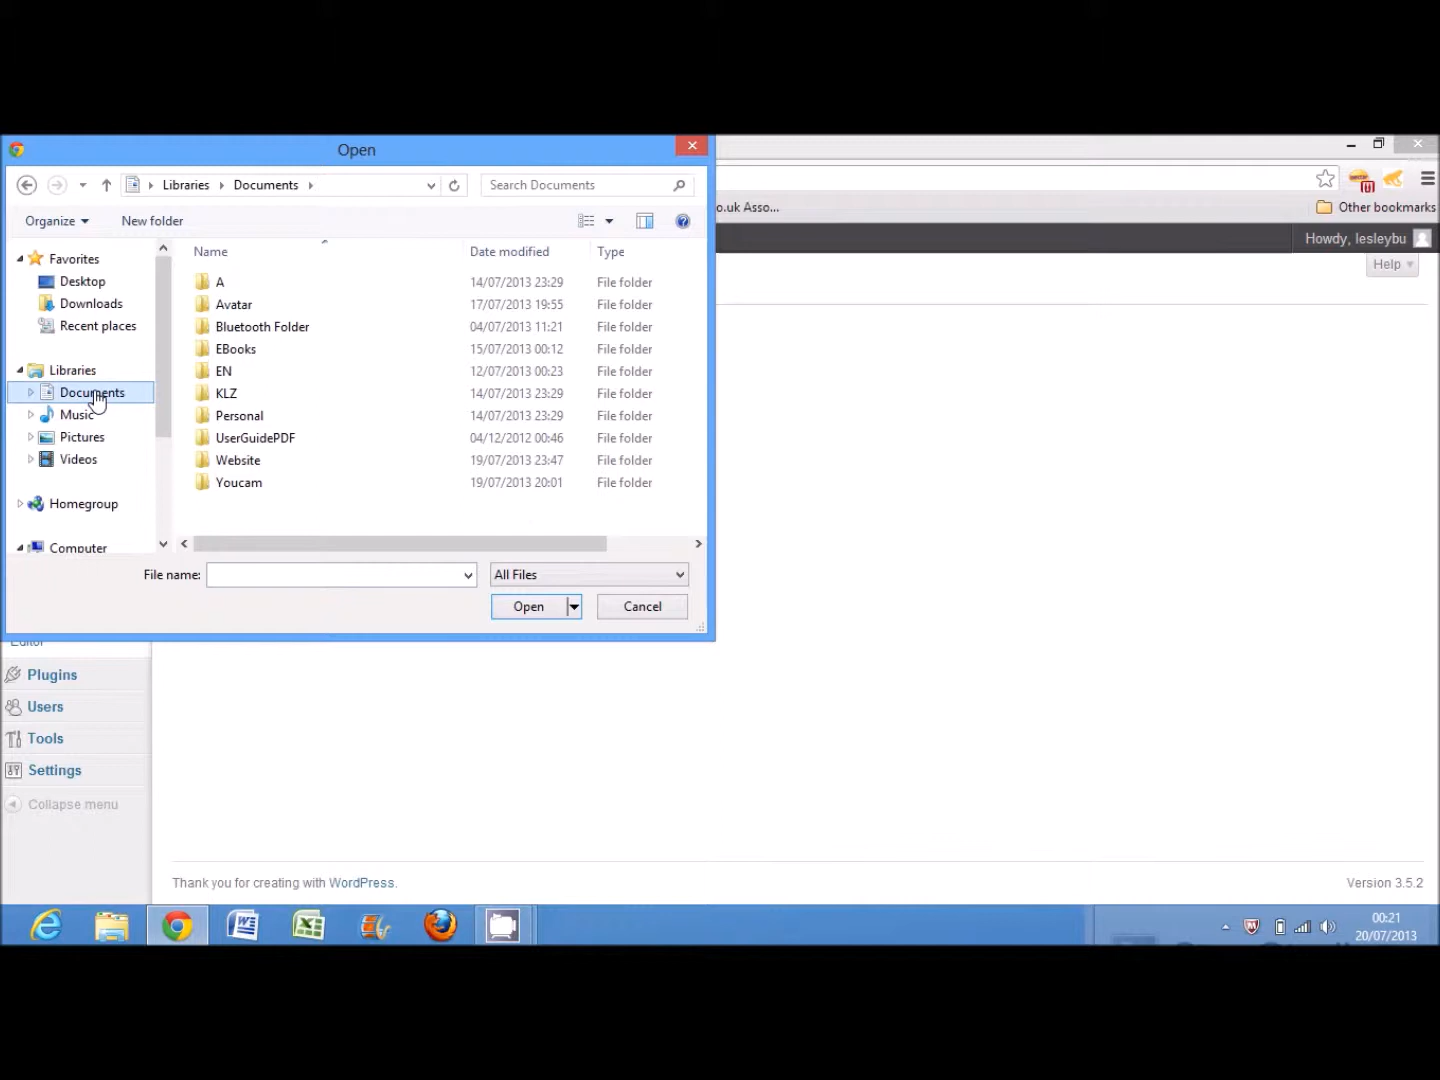 Open
Libraries Documents
Search Documents
Organize
New folder
Name
Date modified
Type
Favorites
Desktop
Downloads
Recent places
Libraries
Documents
Music
Pictures
Videos
Homegroup
Computer
A 14/07/2013 23:29 File folder
Avatar 17/07/2013 19:55 File folder
Bluetooth Folder 04/07/2013 11:21 File folder
EBooks 15/07/2013 00:12 File folder
EN 12/07/2013 00:23 File folder
KLZ 14/07/2013 23:29 File folder
Personal 14/07/2013 23:29 File folder
UserGuidePDF 04/12/2012 00:46 File folder
Website 19/07/2013 23:47 File folder
Youcam 19/07/2013 20:01 File folder
File name:
All Files
Open
Cancel
o.uk Asso...
Other bookmarks
Howdy, lesleybu
Help
Editor
Plugins
Users
Tools
Settings
Collapse menu
Thank you for creating with WordPress.
Version 3.5.2
00:21
20/07/2013